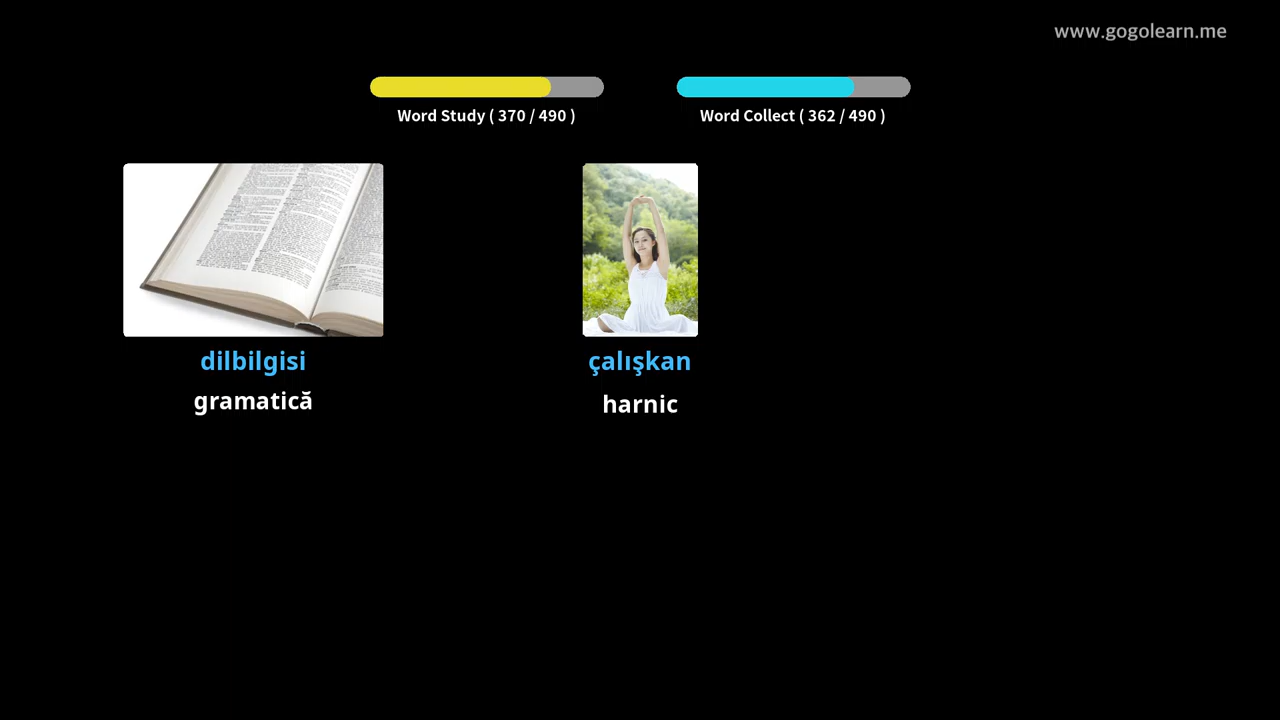 www.gogolearn.me
Word Study ( 370 / 490 )
Word Collect ( 362 / 490 )
dilbilgisi
gramatică
çalışkan
harnic